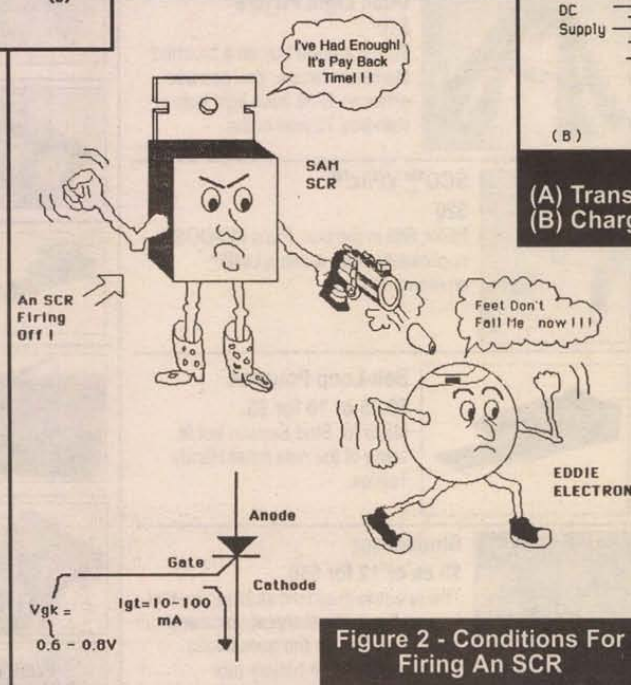 I've Had Enough!
It's Pay Back
Time! ! !
SAM
SCR
An SCR
Firing
Off !
Feet Don't
Fail Me now ! ! !
EDDIE
ELECTRON
Anode
Gate
Cathode
Vgk =
0.6 - 0.8V
Igt=10-100
mA
Figure 2 - Conditions For
Firing An SCR
DC
Supply
(B)
(A) Trans
(B) Charg